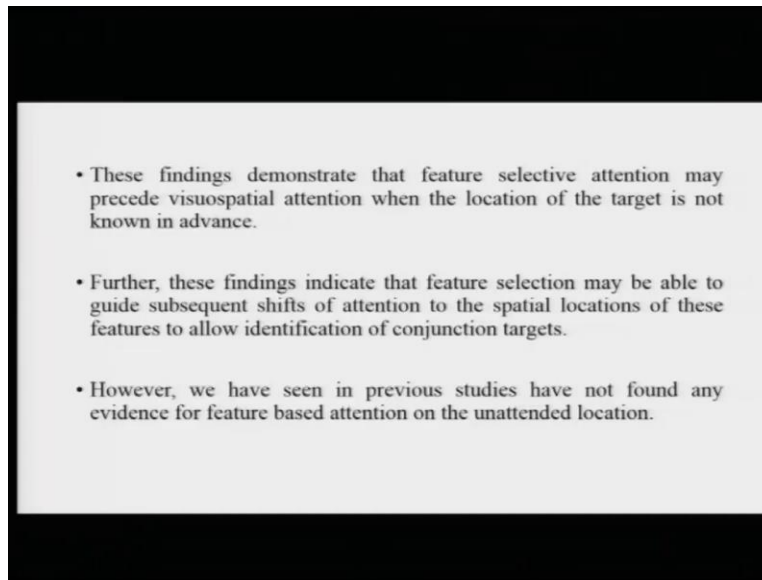 • These findings demonstrate that feature selective attention may
precede visuospatial attention when the location of the target is not
known in advance.
• Further, these findings indicate that feature selection may be able to
guide subsequent shifts of attention to the spatial locations of these
features to allow identification of conjunction targets.
• However, we have seen in previous studies have not found any
evidence for feature based attention on the unattended location.